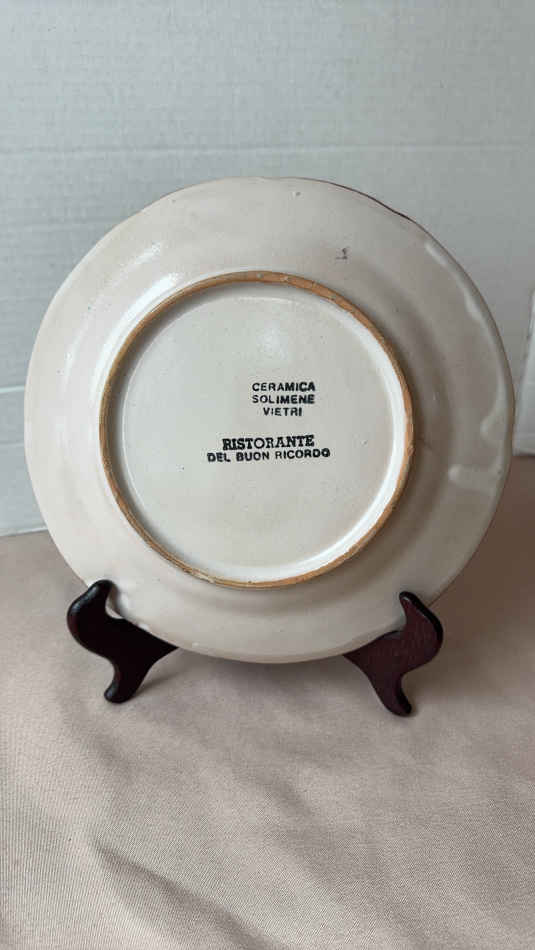 CERAMICA
SOLIMENE
VIETRI
RISTORANTE
DEL BUON RICORDO